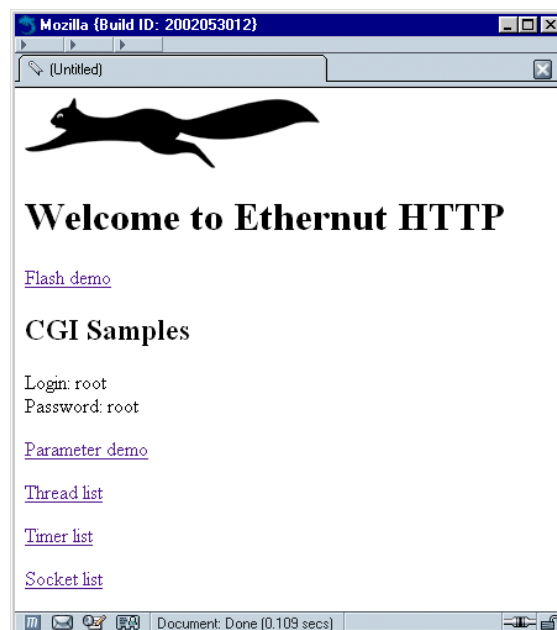 Mozilla {Build ID: 2002053012}
(Untitled)
Welcome to Ethernut HTTP
Flash demo
CGI Samples
Login: root
Password: root
Parameter demo
Thread list
Timer list
Socket list
Document: Done (0.109 secs)